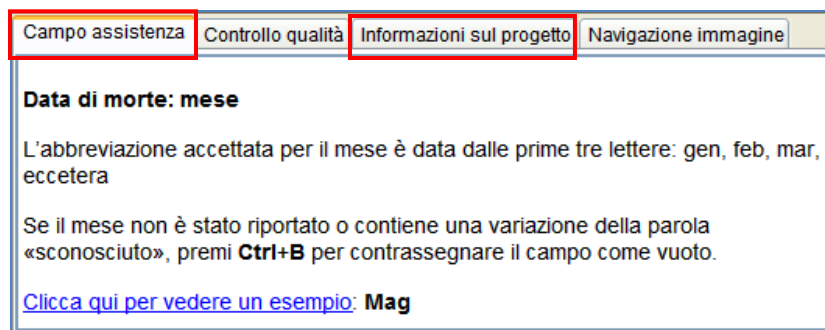 Campo assistenza Controllo qualità Informazioni sul progetto Navigazione immagine
Data di morte: mese
L'abbreviazione accettata per il mese è data dalle prime tre lettere: gen, feb, mar,
eccetera
Se il mese non è stato riportato o contiene una variazione della parola
«sconosciuto», premi Ctrl+B per contrassegnare il campo come vuoto.
Clicca qui per vedere un esempio: Mag